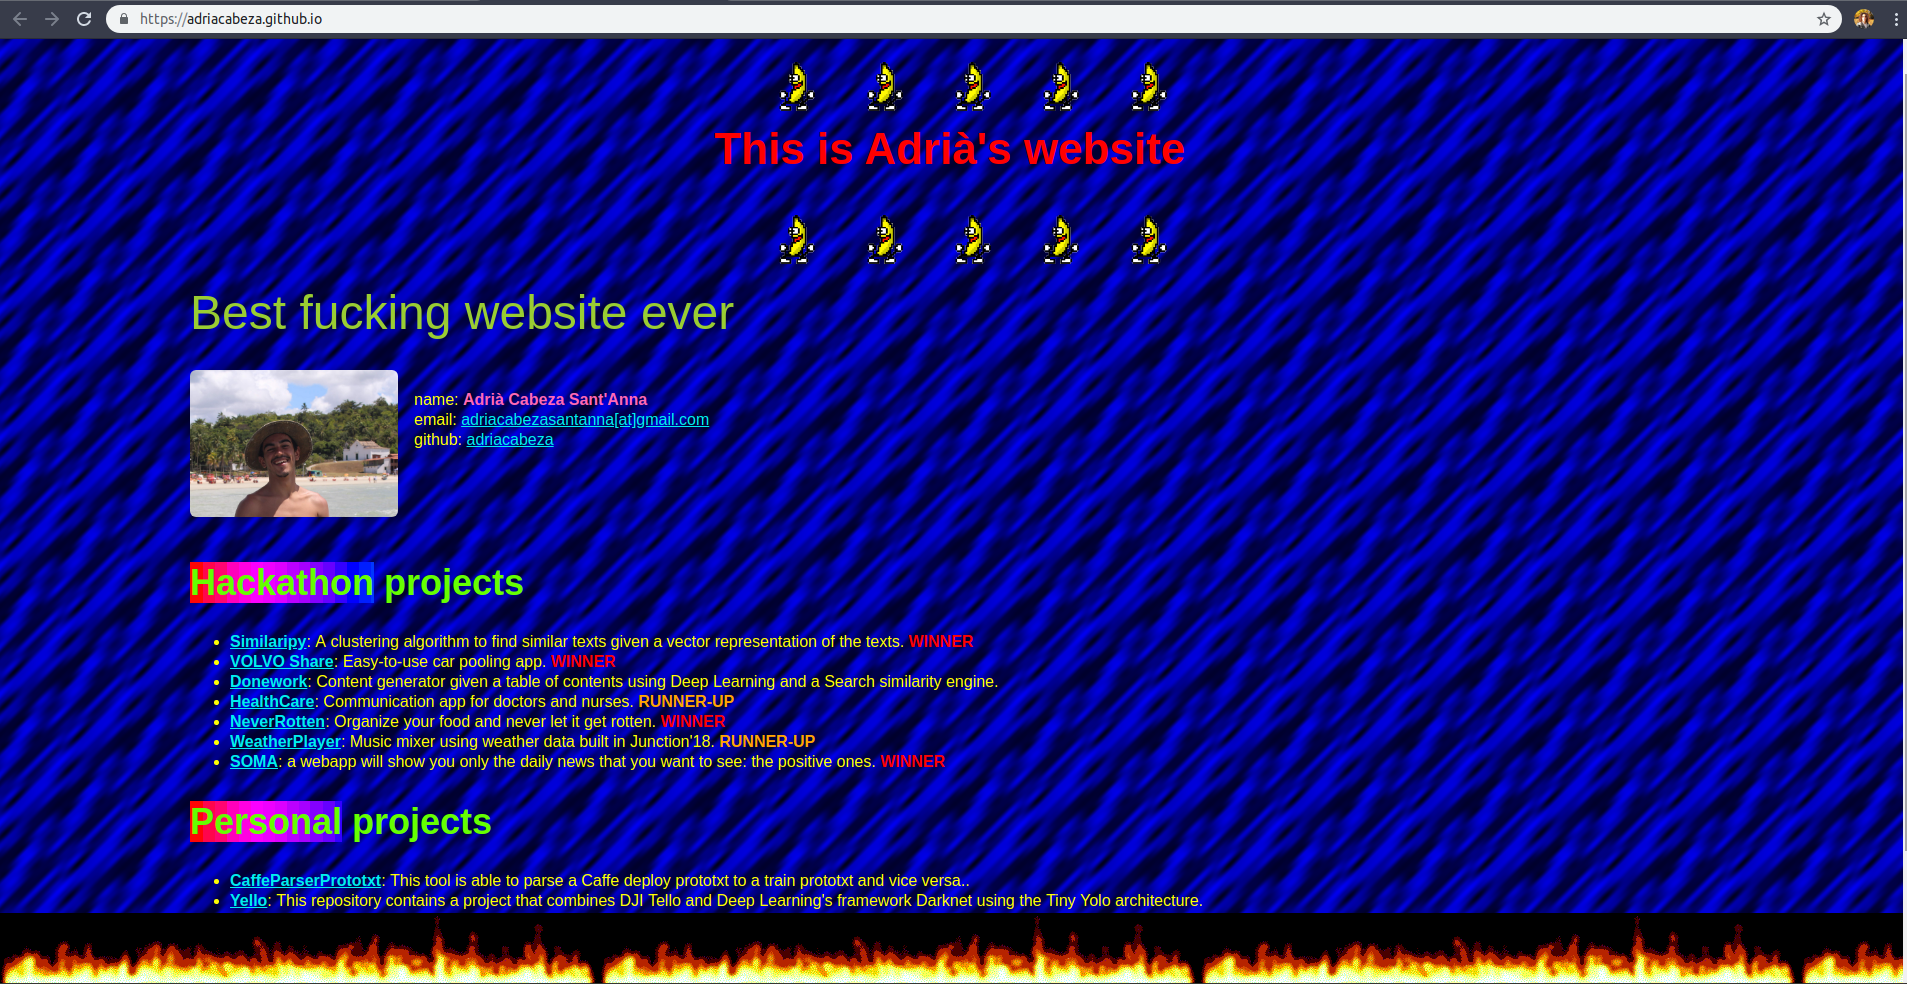 https://adriacabeza.github.io
This is Adrià's website
Best fucking website ever
name: Adrià Cabeza Sant'Anna
email: adriacabezasantanna[at]gmail.com
github: adriacabeza
Hackathon projects
Similaripy: A clustering algorithm to find similar texts given a vector representation of the texts. WINNER
VOLVO Share: Easy-to-use car pooling app. WINNER
Donework: Content generator given a table of contents using Deep Learning and a Search similarity engine.
HealthCare: Communication app for doctors and nurses. RUNNER-UP
NeverRotten: Organize your food and never let it get rotten. WINNER
WeatherPlayer: Music mixer using weather data built in Junction'18. RUNNER-UP
SOMA: a webapp will show you only the daily news that you want to see: the positive ones. WINNER
Personal projects
CaffeParserPrototxt: This tool is able to parse a Caffe deploy prototxt to a train prototxt and vice versa..
Yello: This repository contains a project that combines DJI Tello and Deep Learning's framework Darknet using the Tiny Yolo architecture.